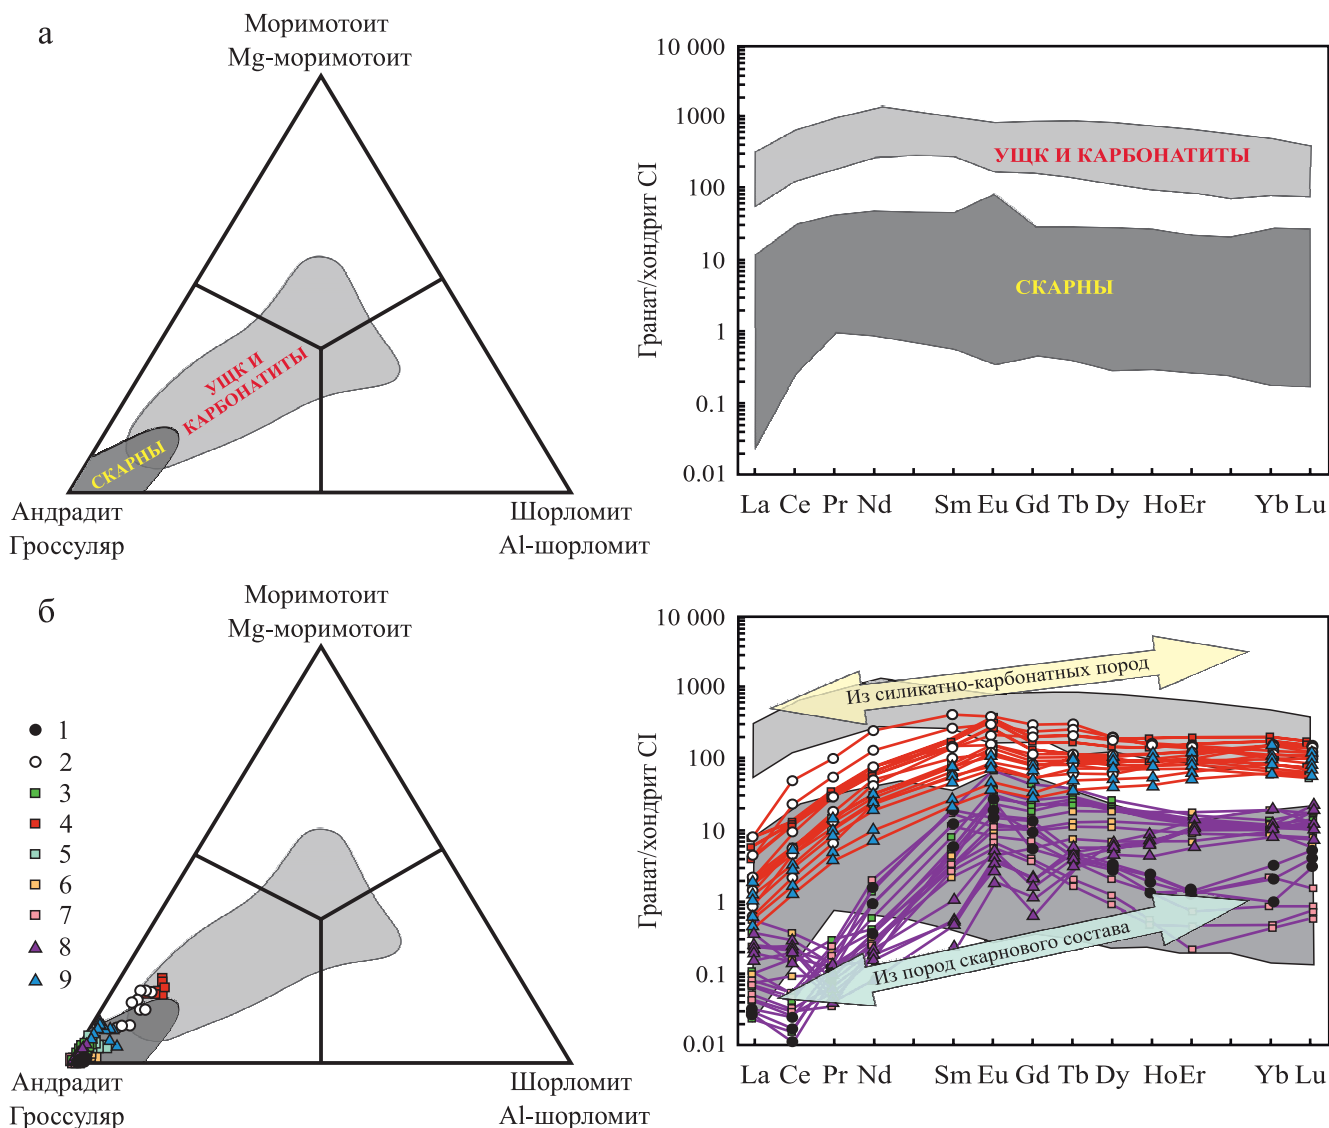 а
Моримотоит
Mg-моримотоит
УЩК И
КАРБОНАТИТЫ
СКАРНЫ
Андрадит
Гроссуляр
Шорломит
Al-шорломит
Гранат/хондрит CI
10 000
1000
100
10
1
0.1
0.01
УЩК И КАРБОНАТИТЫ
СКАРНЫ
La Ce Pr Nd Sm Eu Gd Tb Dy Ho Er Yb Lu
б
Моримотоит
Mg-моримотоит
1
2
3
4
5
6
7
8
9
Андрадит
Гроссуляр
Шорломит
Al-шорломит
Гранат/хондрит CI
10 000
1000
100
10
1
0.1
0.01
Из силикатно-карбонатных пород
Из пород скарнового состава
La Ce Pr Nd Sm Eu Gd Tb Dy Ho Er Yb Lu